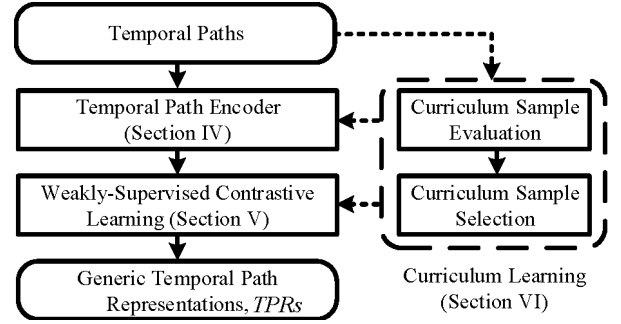 Temporal Paths
Temporal Path Encoder
(Section IV)
Weakly-Supervised Contrastive
Learning (Section V)
Generic Temporal Path
Representations, TPRs
Curriculum Sample
Evaluation
Curriculum Sample
Selection
Curriculum Learning
(Section VI)